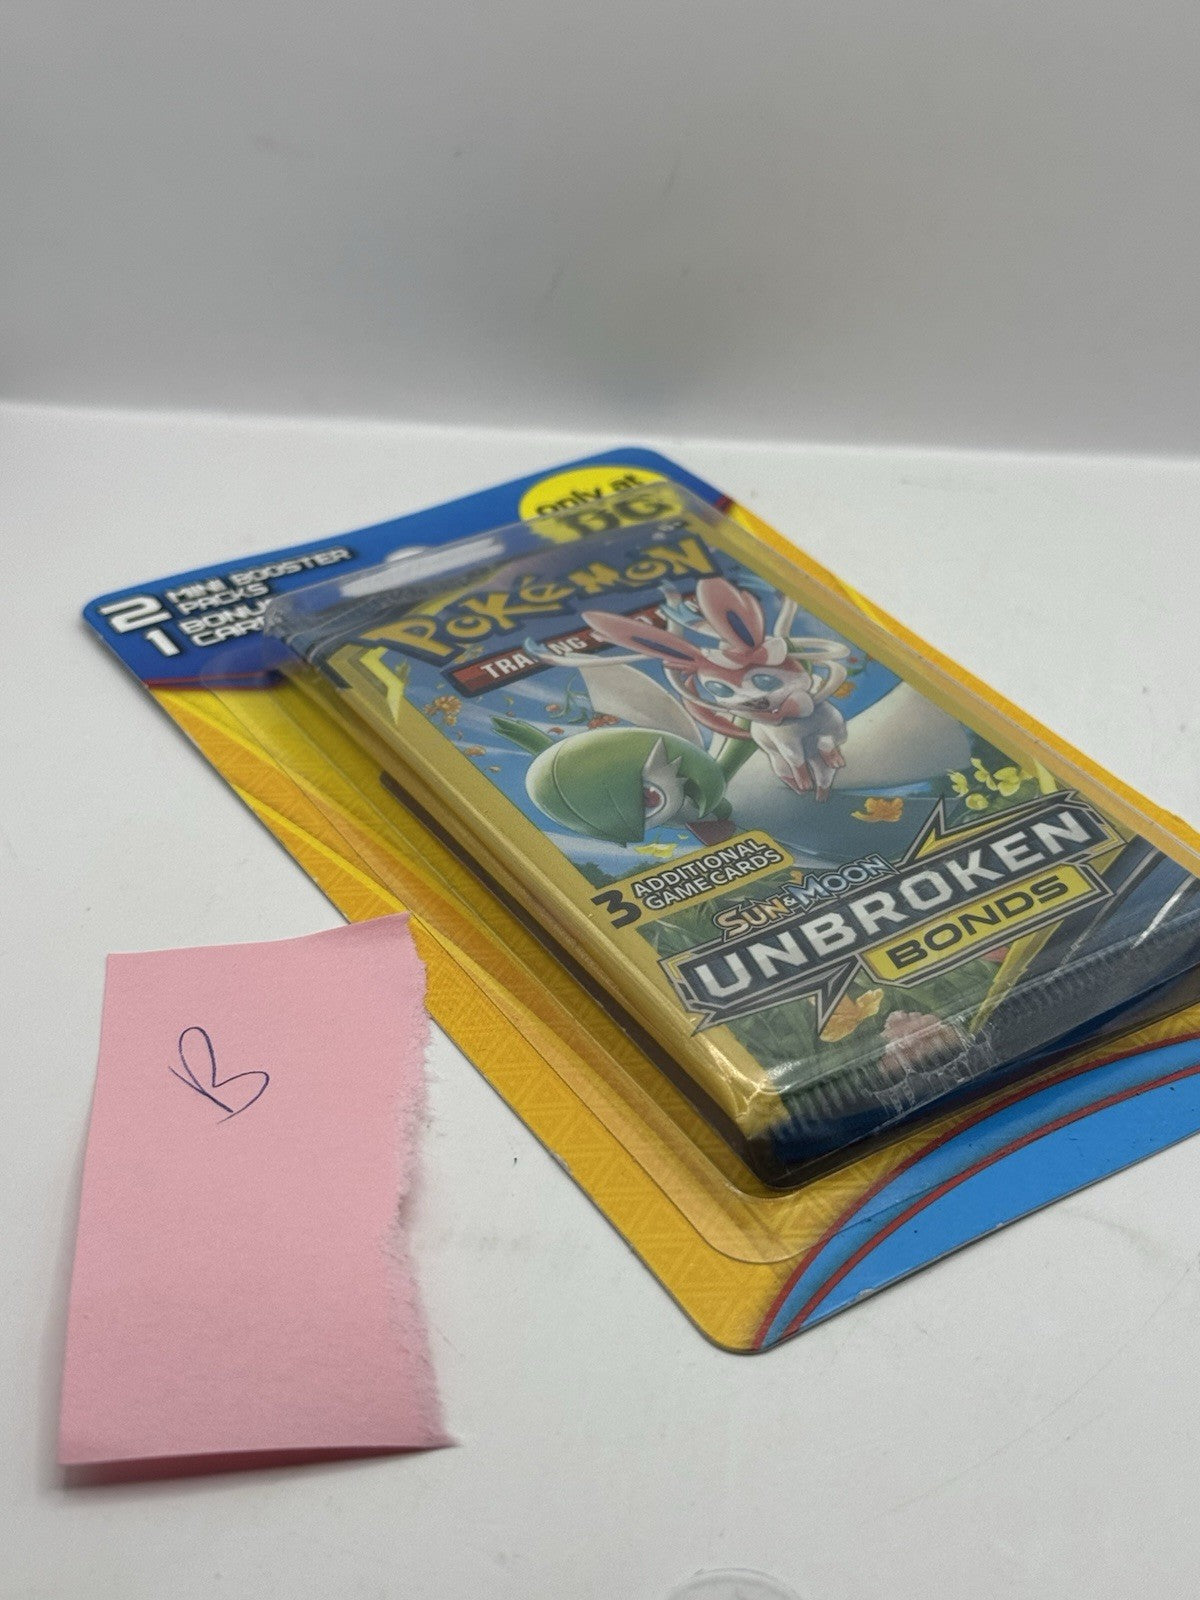 only at
DG
2 MINI BOOSTER
PACKS
1 BONUS
CARD
POKéMON
TRADING
3 ADDITIONAL
GAME CARDS
SUN & MOON
UNBROKEN
BONDS
B